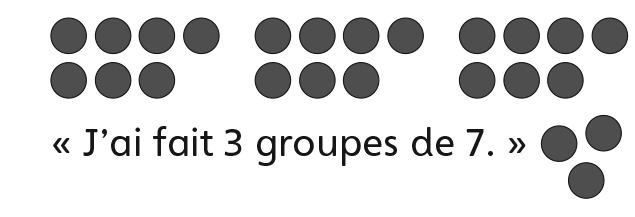 « J’ai fait 3 groupes de 7. »